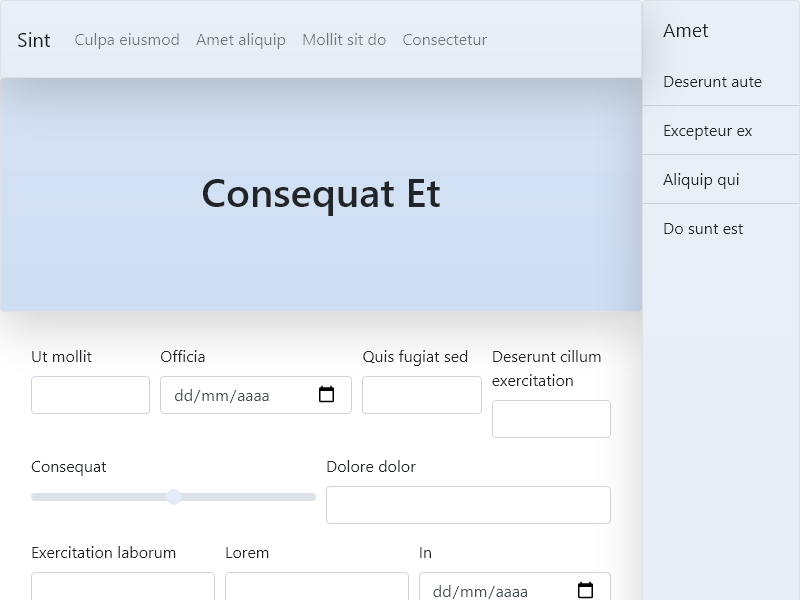 Sint
Culpa eiusmod
Amet aliquip
Mollit sit do
Consectetur
Consequat Et
Ut mollit
Officia
dd/mm/aaaa
Quis fugiat sed
Deserunt cillum
exercitation
Consequat
Dolore dolor
Exercitation laborum
Lorem
In
dd/mm/aaaa
Amet
Deserunt aute
Excepteur ex
Aliquip qui
Do sunt est